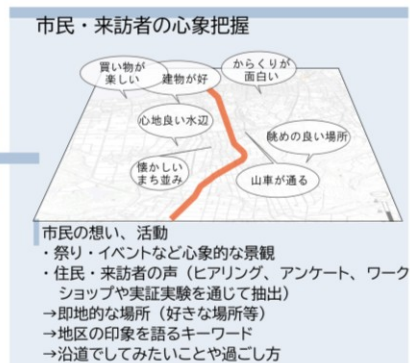 市民・来訪者の心象把握
買い物が
楽しい
建物が好
からくりが
面白い
心地良い水辺
眺めの良い場所
懐かしい
まち並み
山車が通る
市民の想い、活動
・祭り・イベントなど心象的な景観
・住民・来訪者の声（ヒアリング、アンケート、ワーク
ショップや実証実験を通じて抽出）
→即地的な場所（好きな場所等）
→地区の印象を語るキーワード
→沿道でしてみたいことや過ごし方